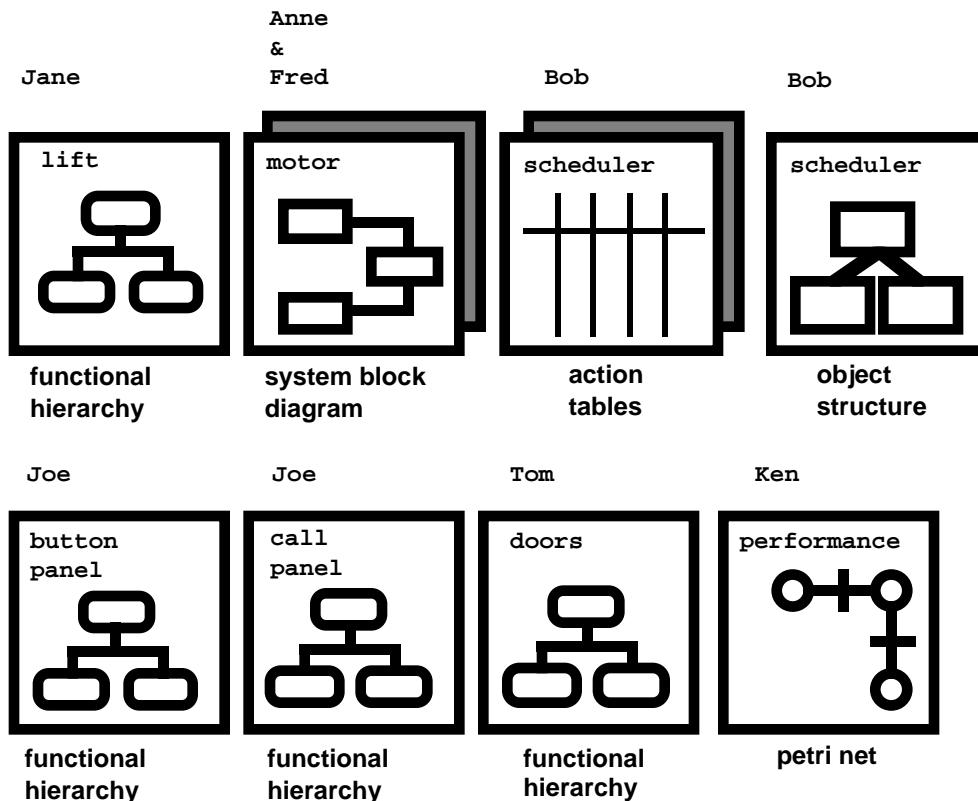 Anne
&
Jane
Fred
Bob
Bob
lift
motor
scheduler
scheduler
functional
hierarchy
system block
diagram
action
tables
object
structure
Joe
Joe
Tom
Ken
button
panel
call
panel
doors
performance
functional
hierarchy
functional
hierarchy
functional
hierarchy
petri net